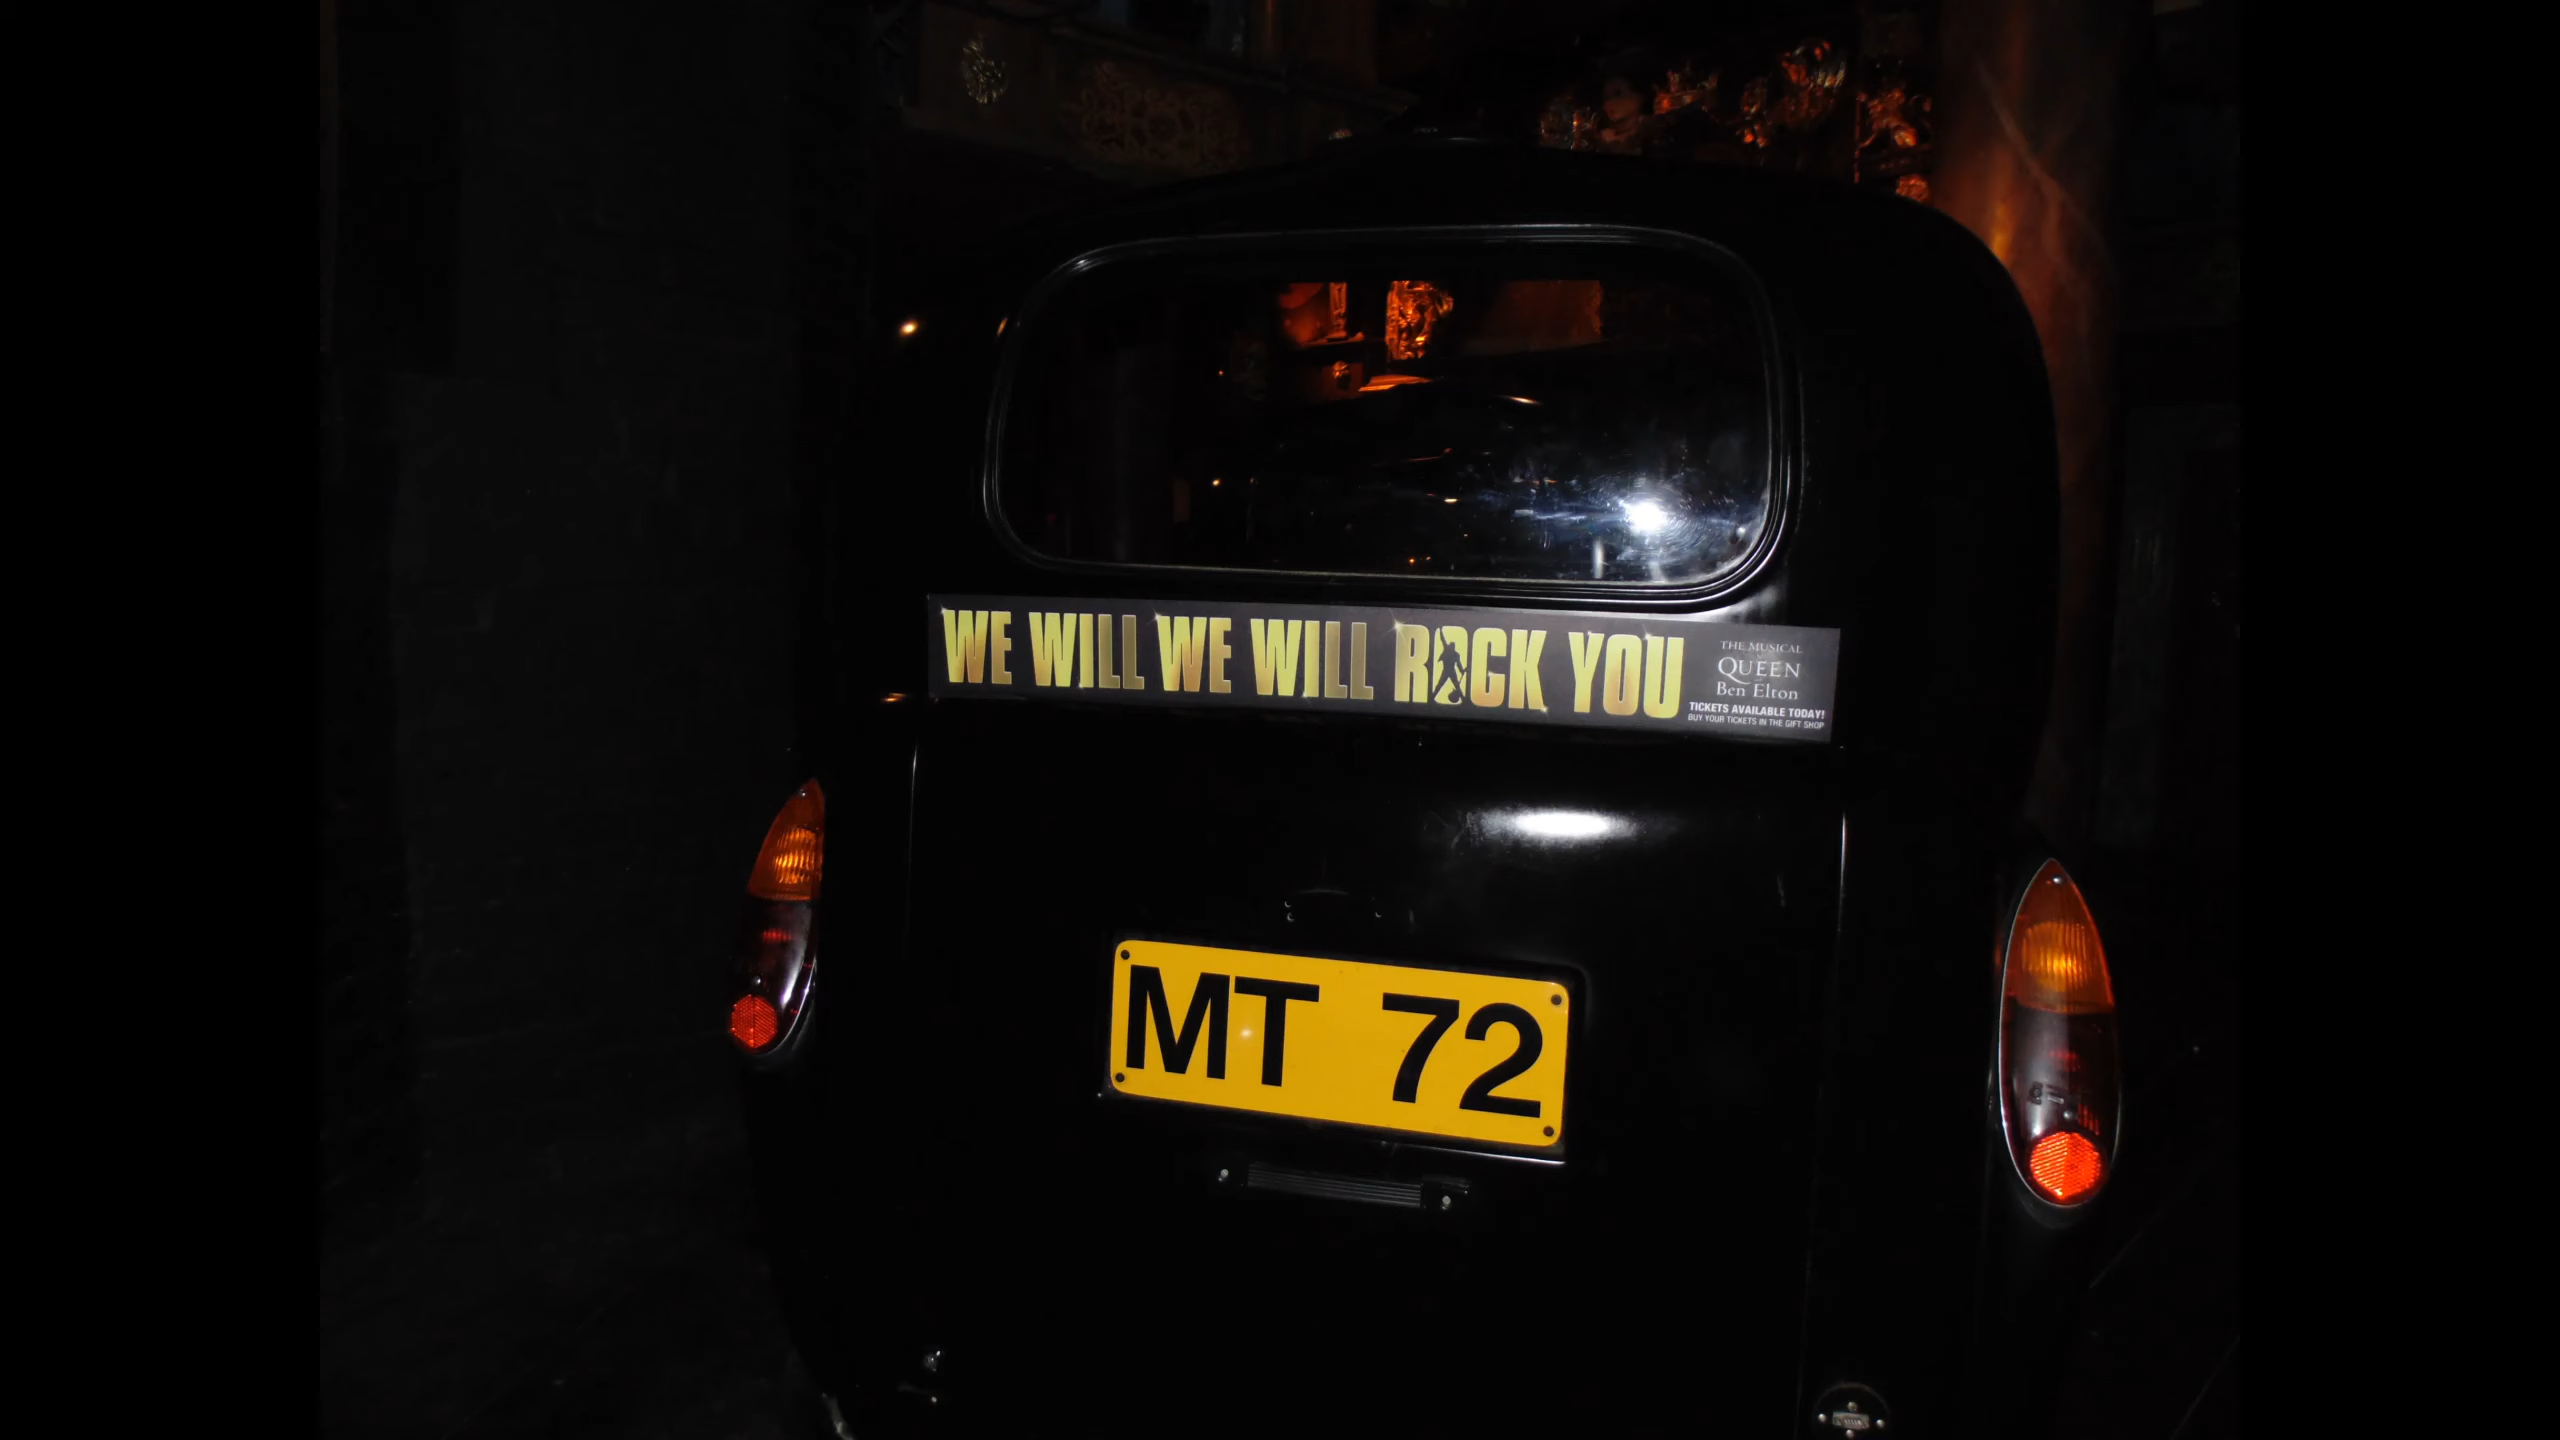 WE WILL WE WILL ROCK YOU
THE MUSICAL
QUEEN
Ben Elton
TICKETS AVAILABLE TODAY!
BUY YOUR TICKETS IN THE GIFT SHOP
MT 72